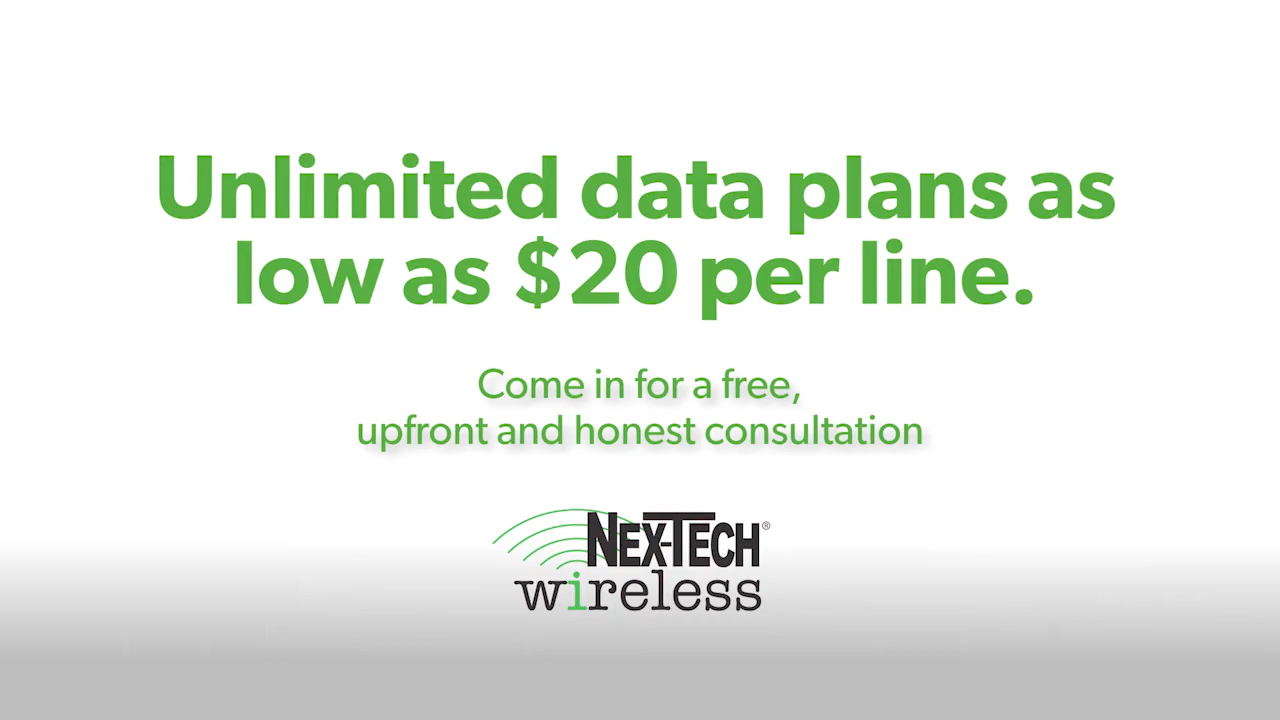 Unlimited data plans as
low as $20 per line.
Come in for a free,
upfront and honest consultation
NEX-TECH®
wireless